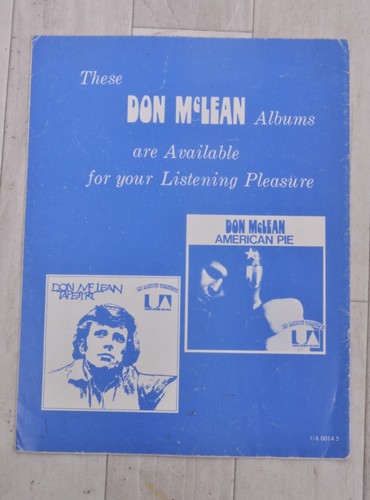 These
DON McLEAN Albums
are Available
for your Listening Pleasure
DON McLEAN
AMERICAN PIE
UA
DON McLEAN
TAPESTRY
UA
UA 0014 5